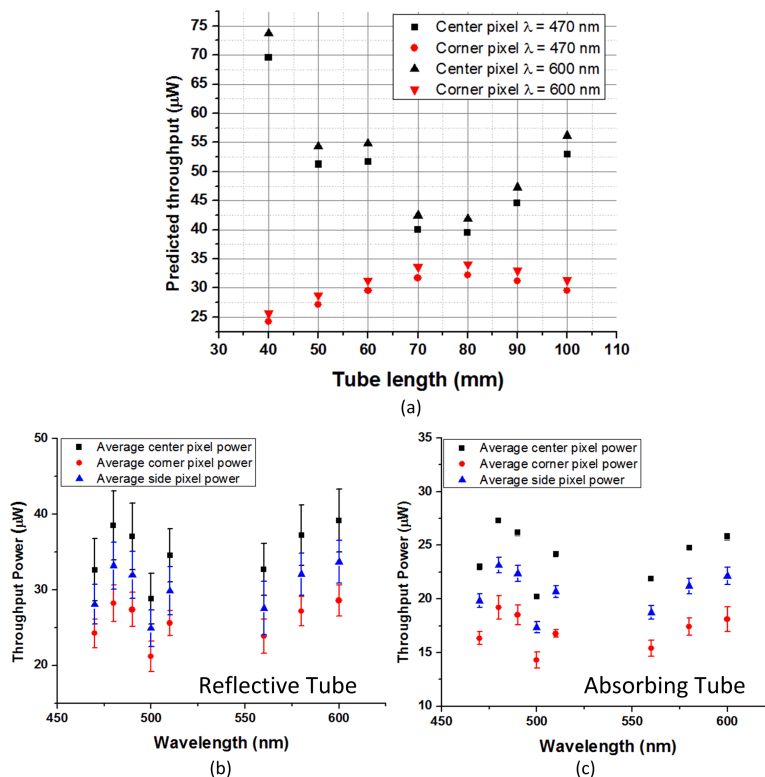 75
70
65
60
55
50
45
40
35
30
25
Predicted throughput (μW)
Center pixel λ = 470 nm
Corner pixel λ = 470 nm
Center pixel λ = 600 nm
Corner pixel λ = 600 nm
30 40 50 60 70 80 90 100 110
Tube length (mm)
(a)
50
40
30
20
Throughput Power (μW)
Average center pixel power
Average corner pixel power
Average side pixel power
Reflective Tube
450 500 550 600
Wavelength (nm)
(b)
35
30
25
20
15
10
Throughput Power (μW)
Average center pixel power
Average corner pixel power
Average side pixel power
Absorbing Tube
450 500 550 600
Wavelength (nm)
(c)